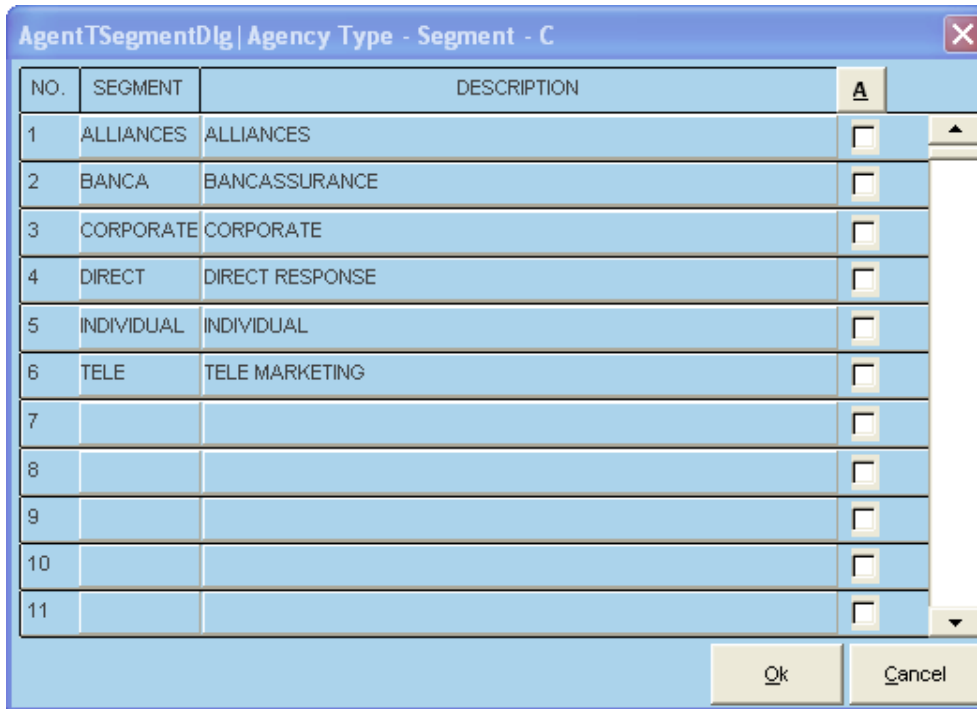 AgentTSegmentDlg|Agency Type - Segment - C
NO. SEGMENT DESCRIPTION A
1 ALLIANCES ALLIANCES
2 BANCA BANCASSURANCE
3 CORPORATE CORPORATE
4 DIRECT DIRECT RESPONSE
5 INDIVIDUAL INDIVIDUAL
6 TELE TELE MARKETING
7
8
9
10
11
Ok Cancel